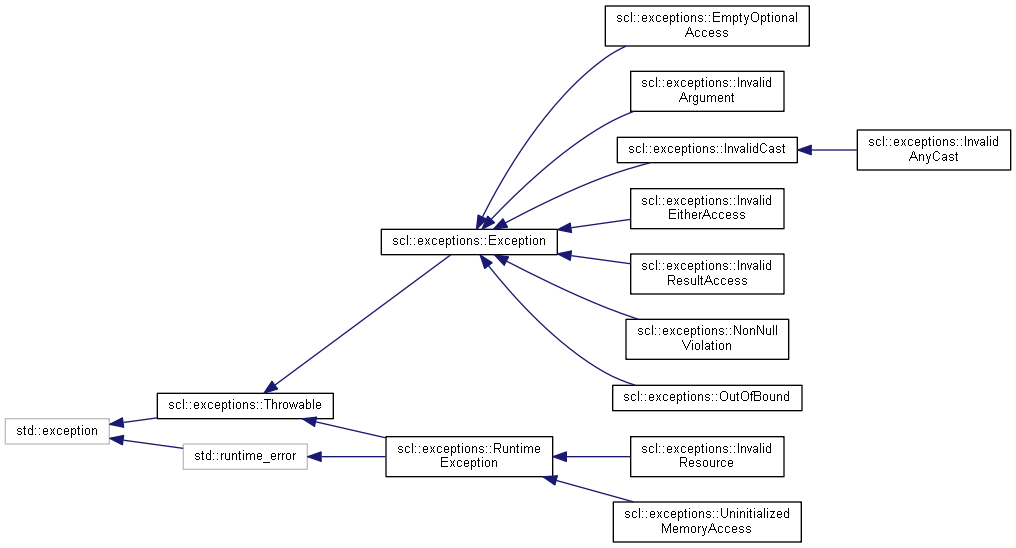 scl::exceptions::EmptyOptional
Access
scl::exceptions::Invalid
Argument
scl::exceptions::InvalidCast
scl::exceptions::Invalid
AnyCast
scl::exceptions::Invalid
EitherAccess
scl::exceptions::Exception
scl::exceptions::Invalid
ResultAccess
scl::exceptions::NonNull
Violation
scl::exceptions::OutOfBound
scl::exceptions::Throwable
std::exception
scl::exceptions::Runtime
Exception
std::runtime_error
scl::exceptions::Invalid
Resource
scl::exceptions::Uninitialized
MemoryAccess